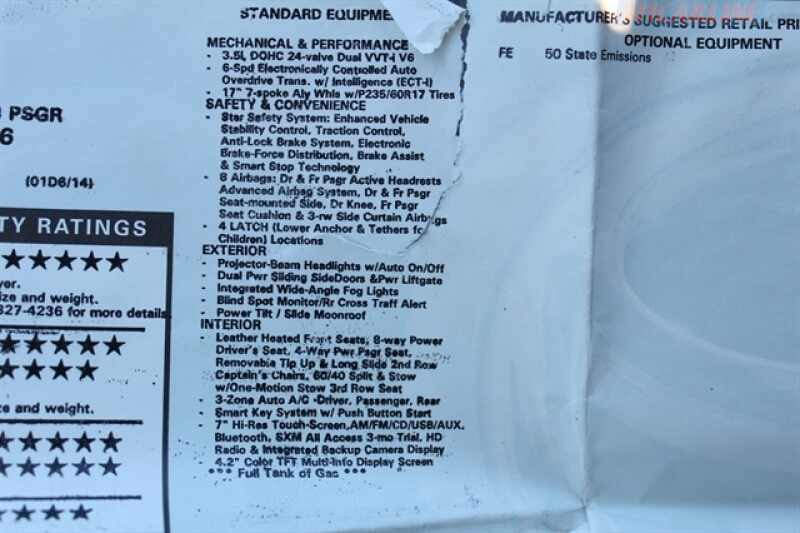 STANDARD EQUIPME
MECHANICAL & PERFORMANCE
- 3.5L DOHC 24-valve Dual VVT-i V6
- 6-Spd Electronically Controlled Auto
Overdrive Trans. w/ Intelligence (ECT-i)
- 17" 7-spoke Aly Whls w/P235/60R17 Tires
SAFETY & CONVENIENCE
- Star Safety System: Enhanced Vehicle
Stability Control, Traction Control,
Anti-Lock Brake System, Electronic
Brake-Force Distribution, Brake Assist
& Smart Stop Technology
- 8 Airbags: Dr & Fr Psgr Active Headrests
Advanced Airbag System, Dr & Fr Psgr
Seat-mounted Side, Dr Knee, Fr Psgr
Seat Cushion & 3-rw Side Curtain Airbags
- 4 LATCH (Lower Anchor & Tethers fo
Children) Locations
EXTERIOR
- Projector-Beam Headlights w/Auto On/Off
- Dual Pwr Sliding SideDoors &Pwr Liftgate
- Integrated Wide-Angle Fog Lights
- Blind Spot Monitor/Rr Cross Traff Alert
- Power Tilt / Slide Moonroof
INTERIOR
- Leather Heated Front Seats, 8-way Power
Driver's Seat, 4-Way Pwr Psgr Seat,
Removable Tip Up & Long Slide 2nd Row
Captain's Chairs, 60/40 Split & Stow
w/One-Motion Stow 3rd Row Seat
- 3-Zone Auto A/C -Driver, Passenger, Rear
- Smart Key System w/ Push Button Start
- 7" Hi-Res Touch-Screen,AM/FM/CD/USB/AUX,
Bluetooth, SXM All Access 3-mo Trial, HD
Radio & Integrated Backup Camera Display
4.2" Color TFT Multi-Info Display Screen
*** Full Tank of Gas ***
MANUFACTURER'S SUGGESTED RETAIL PRI
OPTIONAL EQUIPMENT
FE 50 State Emissions
PSGR
6
(01D6/14)
TY RATINGS
★★★★★
ver.
ize and weight.
327-4236 for more details
★★★★★
★★★★
ze and weight.
★★★★★
★★★★★
★★★★